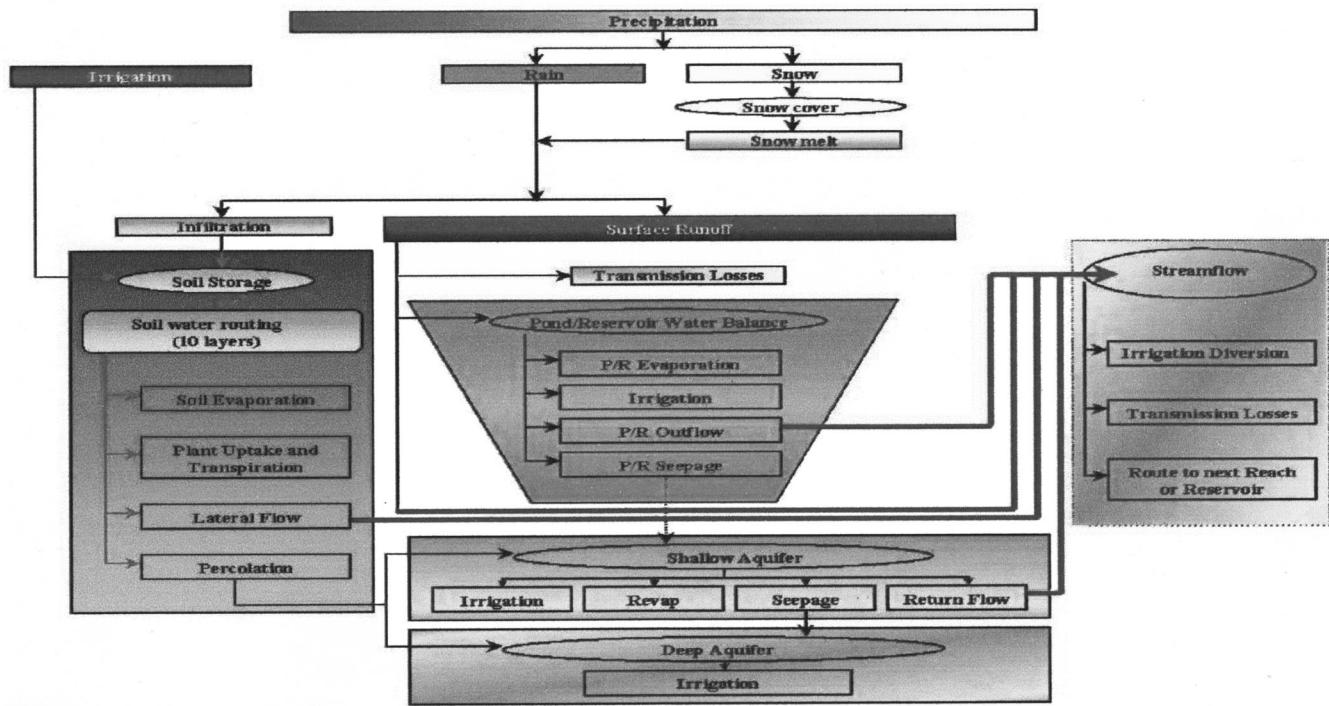 Precipitation
Irrigation
Rain
Snow
Snow cover
Snow melt
Infiltration
Surface Runoff
Soil Storage
Transmission Losses
Streamflow
Soil water routing
(10 layers)
Pond/Reservoir Water Balance
P/R Evaporation
Irrigation
P/R Outflow
P/R Seepage
Irrigation Diversion
Transmission Losses
Route to next Reach
or Reservoir
Soil Evaporation
Plant Uptake and
Transpiration
Lateral Flow
Percolation
Shallow Aquifer
Irrigation
Revap
Seepage
Return Flow
Deep Aquifer
Irrigation